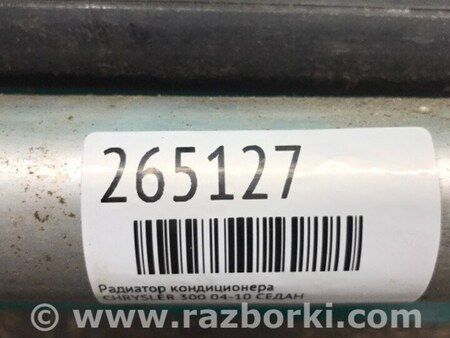 265127
Радиатор кондиционера
CHRYSLER 300 04-10 СЕДАН
© www.razborki.com